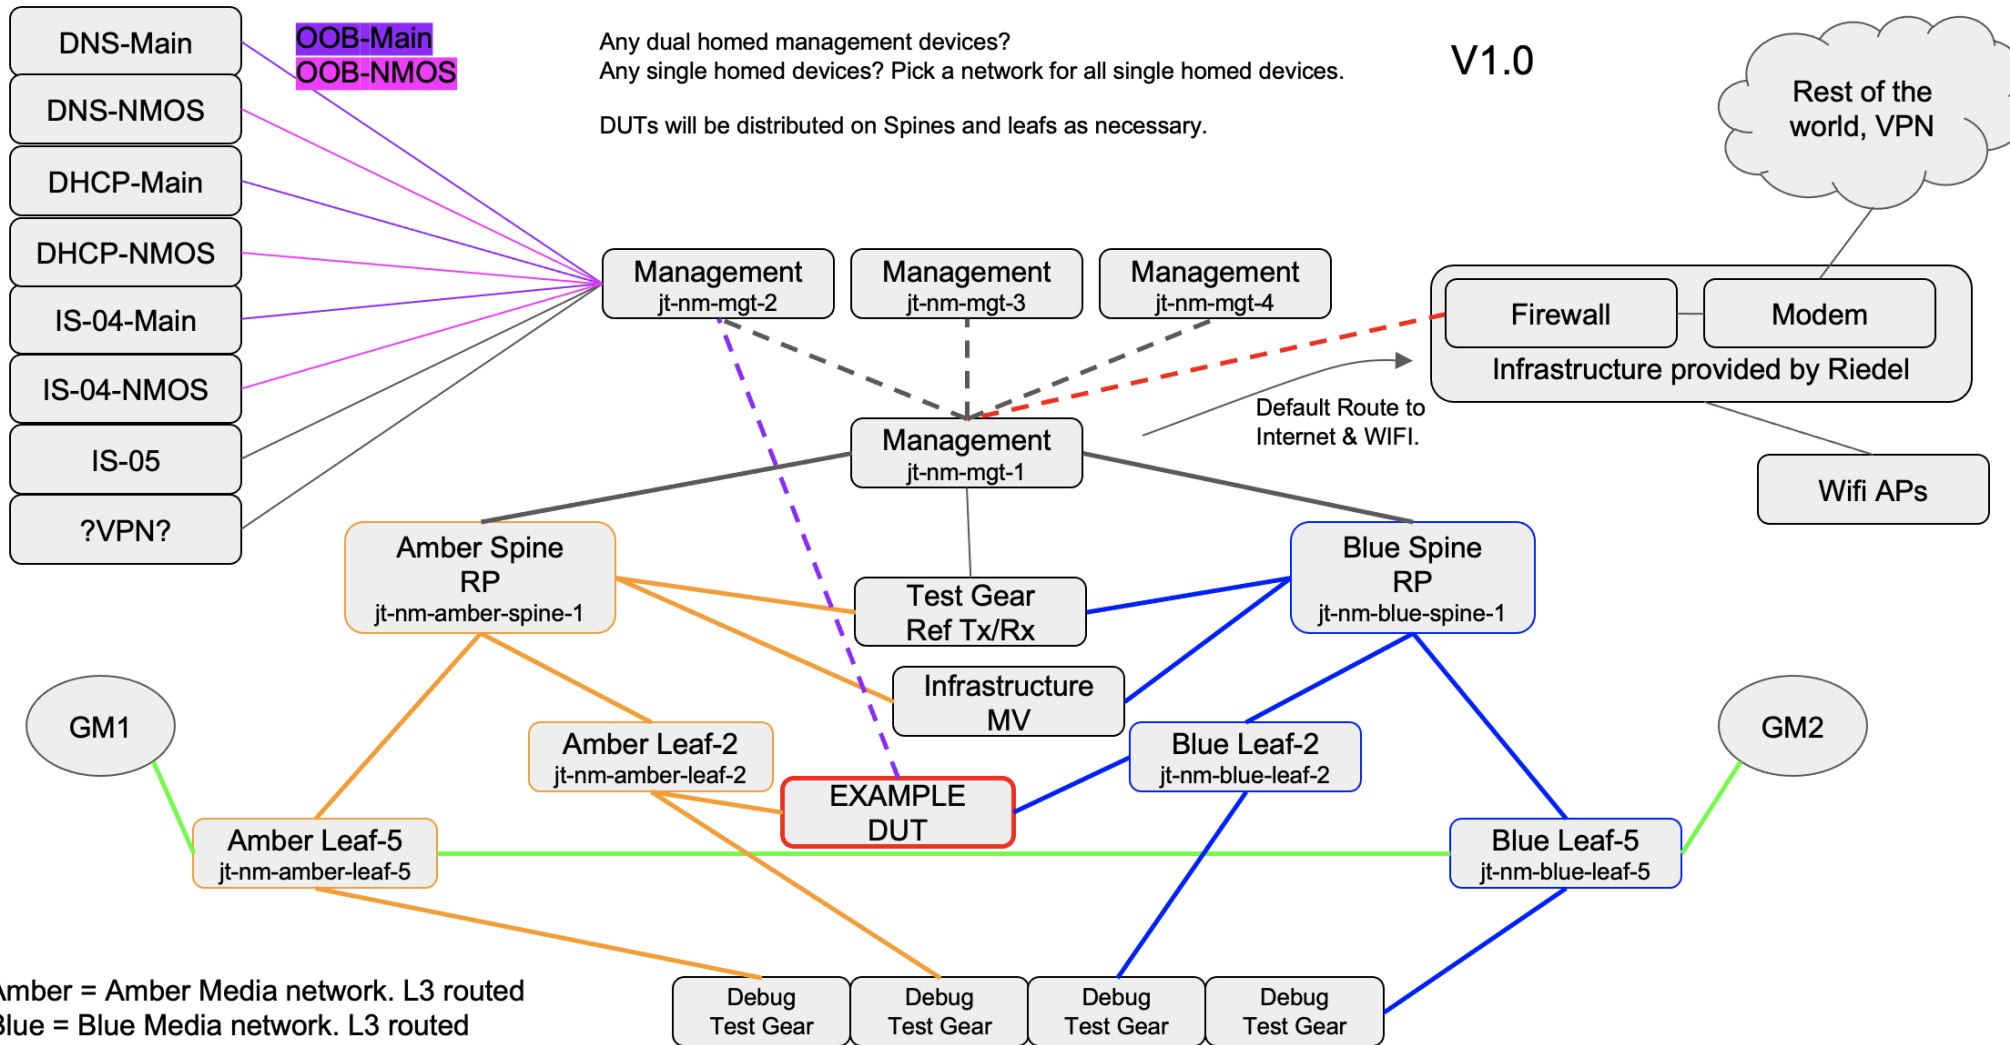 DNS-Main
DNS-NMOS
DHCP-Main
DHCP-NMOS
IS-04-Main
IS-04-NMOS
IS-05
?VPN?
OOB-Main
OOB-NMOS
Any dual homed management devices?
Any single homed devices? Pick a network for all single homed devices.
DUTs will be distributed on Spines and leafs as necessary.
V1.0
Rest of the
world, VPN
Management
jt-nm-mgt-2
Management
jt-nm-mgt-3
Management
jt-nm-mgt-4
Firewall
Modem
Infrastructure provided by Riedel
Default Route to
Internet & WIFI.
Wifi APs
Management
jt-nm-mgt-1
Amber Spine
RP
jt-nm-amber-spine-1
Test Gear
Ref Tx/Rx
Blue Spine
RP
jt-nm-blue-spine-1
Infrastructure
MV
GM1
Amber Leaf-2
jt-nm-amber-leaf-2
Blue Leaf-2
jt-nm-blue-leaf-2
GM2
EXAMPLE
DUT
Amber Leaf-5
jt-nm-amber-leaf-5
Blue Leaf-5
jt-nm-blue-leaf-5
Amber = Amber Media network. L3 routed
Blue = Blue Media network. L3 routed
Debug
Test Gear
Debug
Test Gear
Debug
Test Gear
Debug
Test Gear